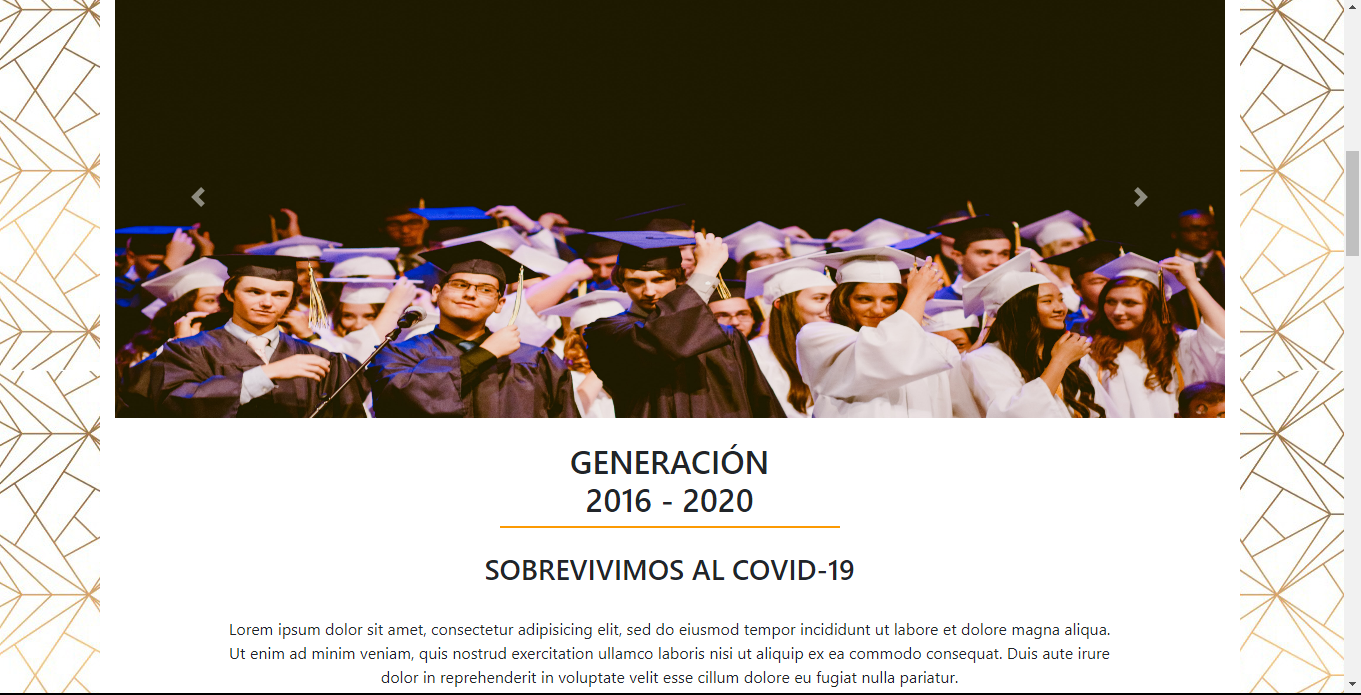 GENERACIÓN
2016 - 2020
SOBREVIVIMOS AL COVID-19
Lorem ipsum dolor sit amet, consectetur adipisicing elit, sed do eiusmod tempor incididunt ut labore et dolore magna aliqua.
Ut enim ad minim veniam, quis nostrud exercitation ullamco laboris nisi ut aliquip ex ea commodo consequat. Duis aute irure
dolor in reprehenderit in voluptate velit esse cillum dolore eu fugiat nulla pariatur.